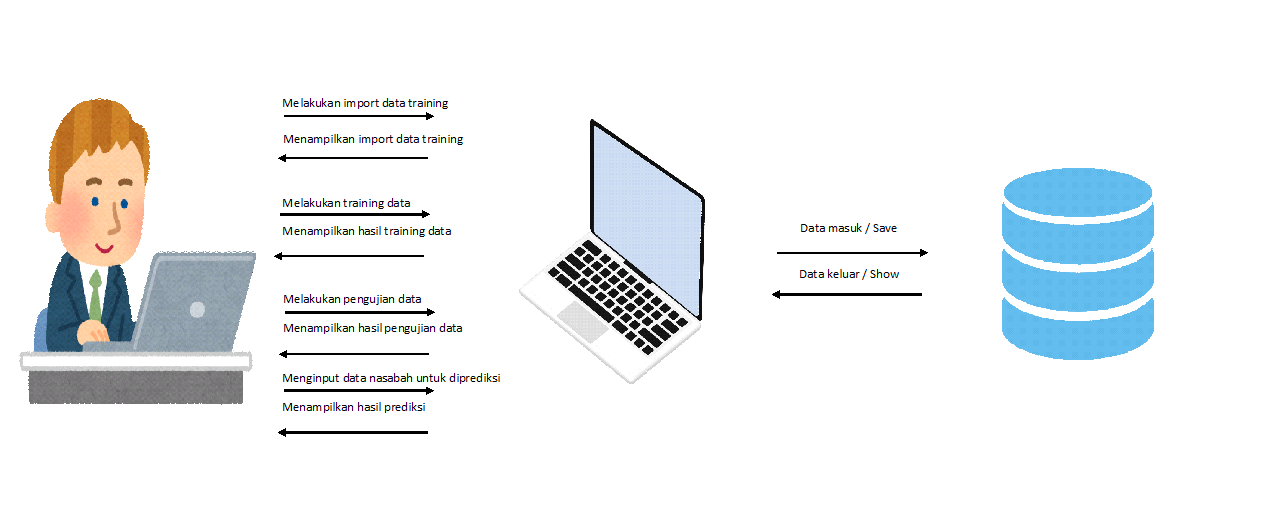 Melakukan import data training
Menampilkan import data training
Melakukan training data
Menampilkan hasil training data
Melakukan pengujian data
Menampilkan hasil pengujian data
Menginput data nasabah untuk diprediksi
Menampilkan hasil prediksi
Data masuk / Save
Data keluar / Show